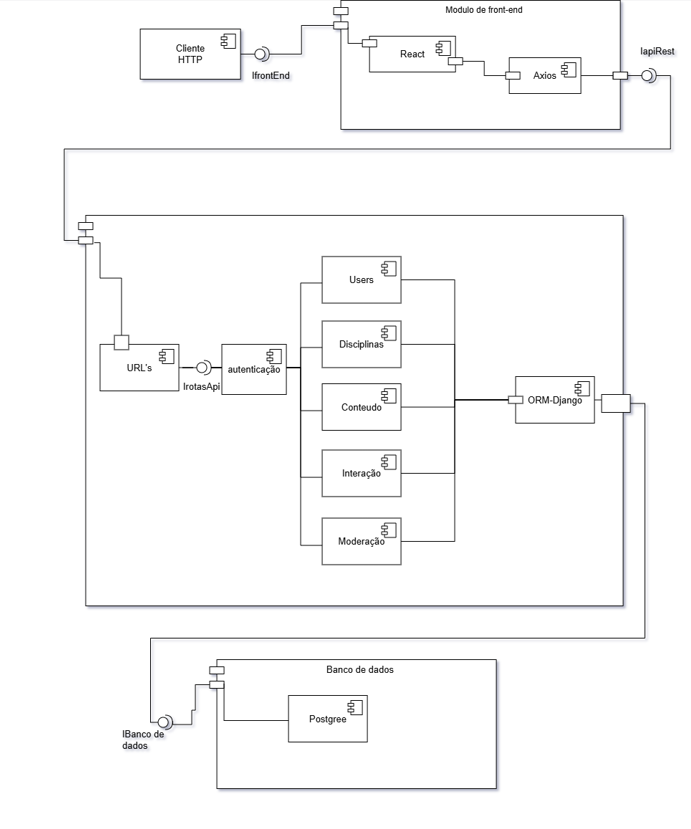 Modulo de front-end
Cliente
HTTP
IfrontEnd
React
Axios
IapiRest
Users
Disciplinas
URL's
IrotasApi
autenticação
Conteudo
ORM-Django
Interação
Moderação
Banco de dados
Postgree
IBanco de
dados